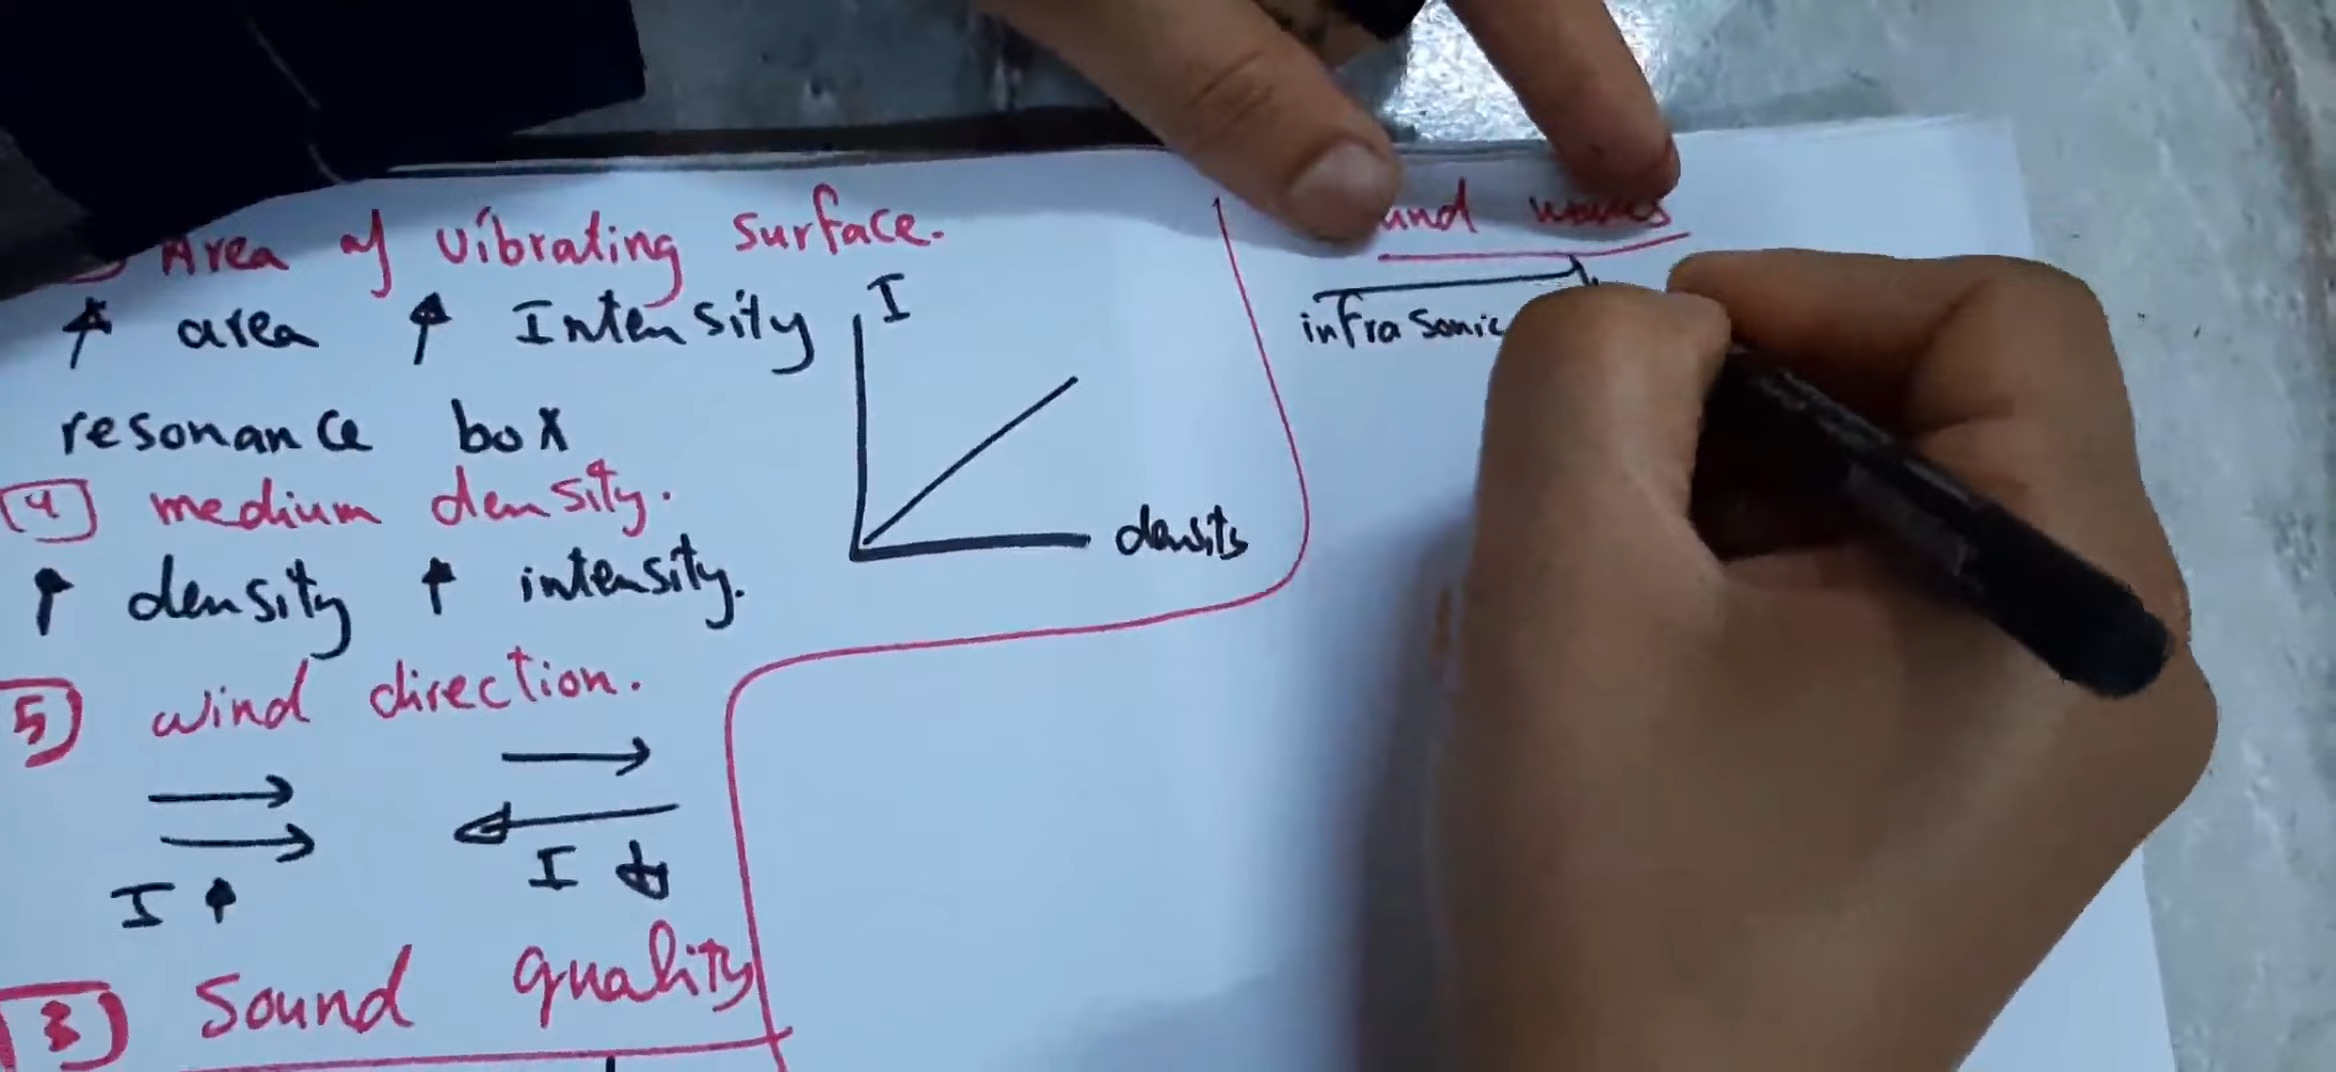 Area of vibrating surface.
↑ area ↑ Intensity
resonance box
I
density
4 medium density.
↑ density ↑ intensity.
5 wind direction.
I ↑ I ↓
3 Sound quality
waves
infrasonic